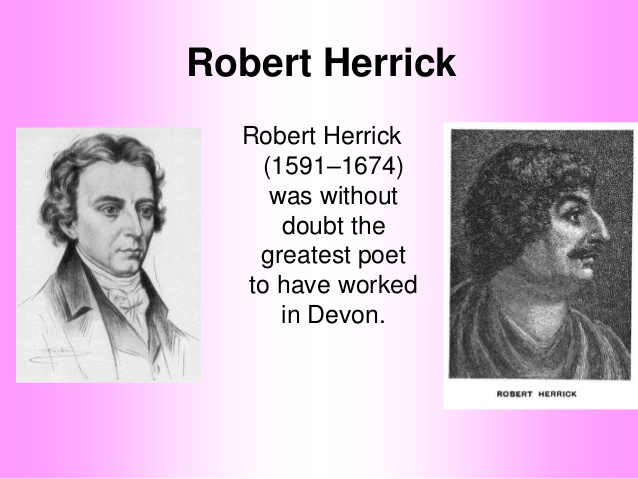 Robert Herrick
Robert Herrick
(1591–1674)
was without
doubt the
greatest poet
to have worked
in Devon.
ROBERT HERRICK